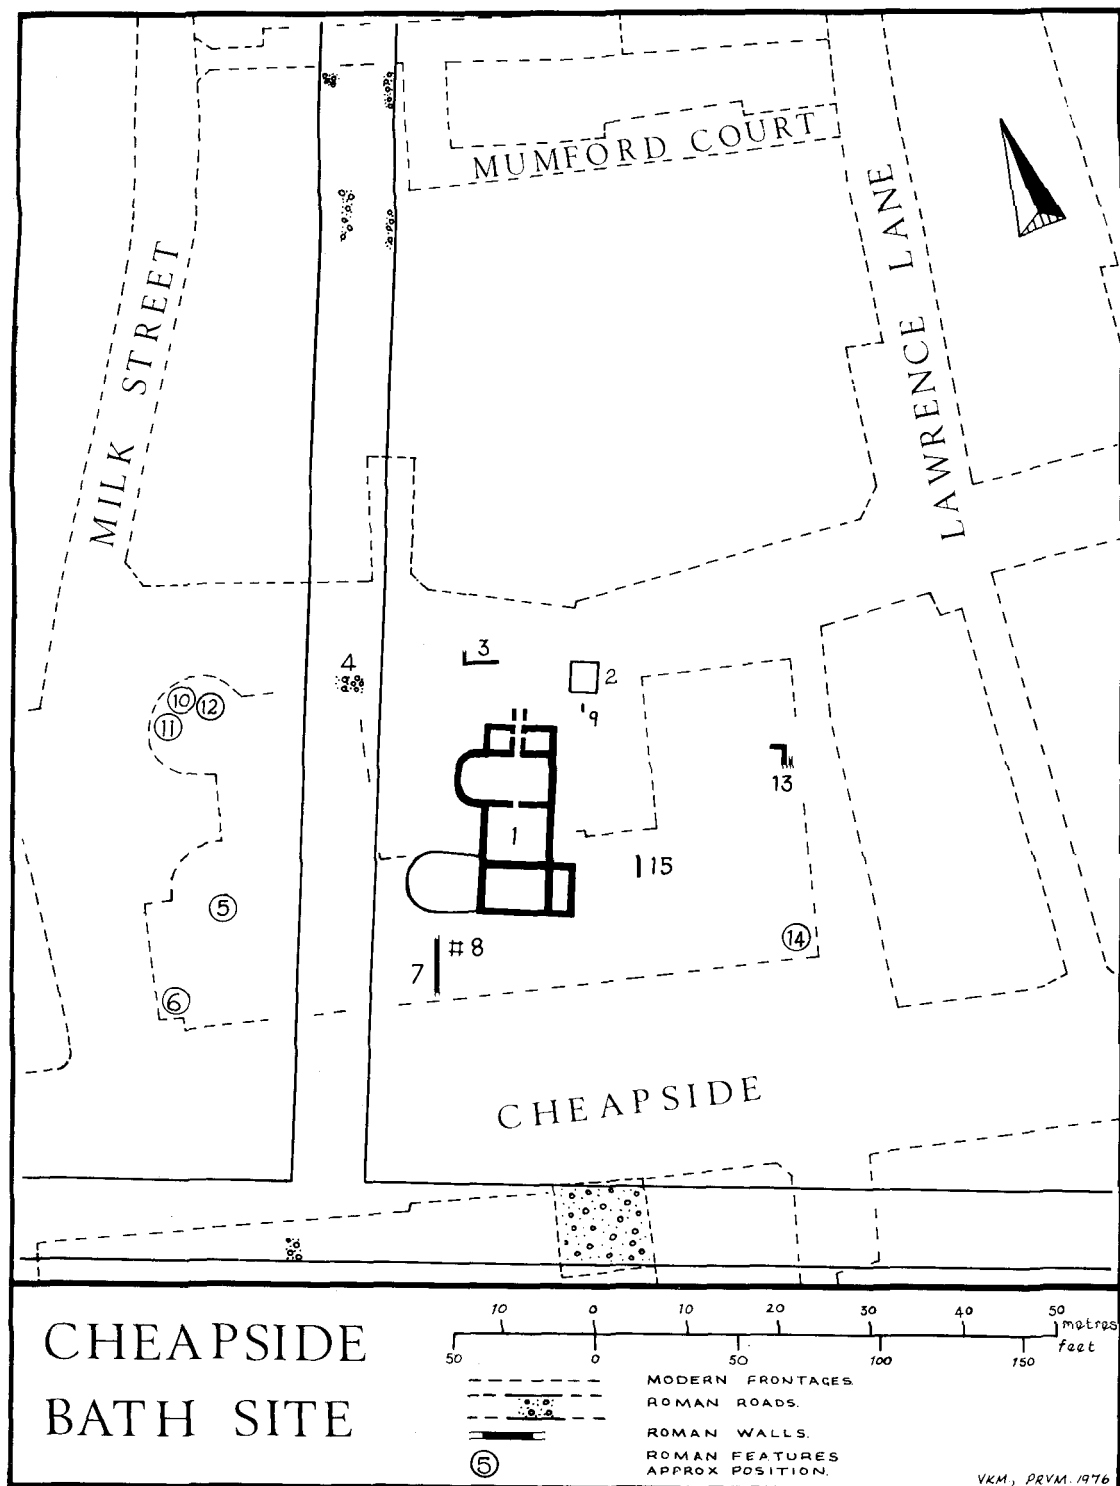 MUMFORD COURT
LAWRENCE LANE
MILK STREET
3
4
2
10
12
9
11
13
1
15
5
14
# 8
7
6
CHEAPSIDE
CHEAPSIDE
BATH SITE
10 0 10 20 30 40 50 metres
50 0 50 100 150 feet
MODERN FRONTAGES.
ROMAN ROADS.
ROMAN WALLS.
5 ROMAN FEATURES
APPROX POSITION.
VKM, PRVM. 1976